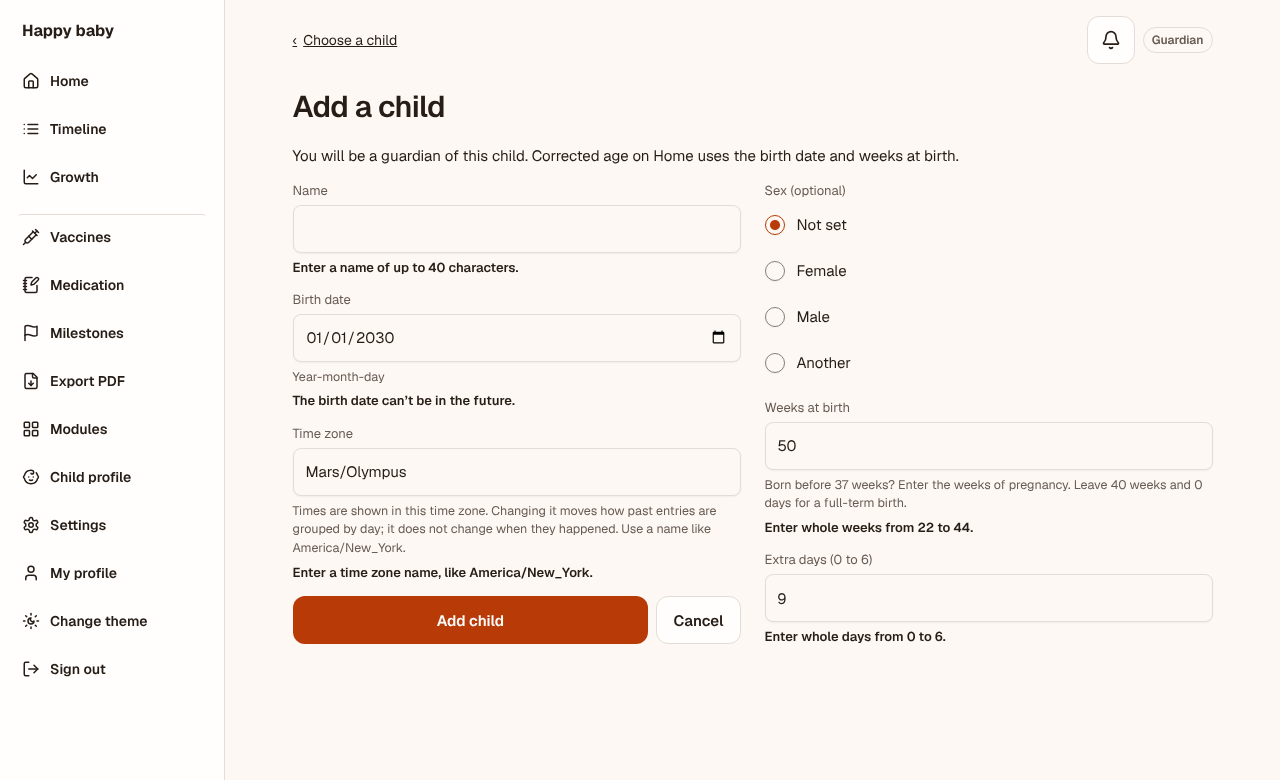 Happy baby
Home
Timeline
Growth
Vaccines
Medication
Milestones
Export PDF
Modules
Child profile
Settings
My profile
Change theme
Sign out
‹ Choose a child
Guardian
Add a child
You will be a guardian of this child. Corrected age on Home uses the birth date and weeks at birth.
Name
Enter a name of up to 40 characters.
Birth date
01/01/2030
Year-month-day
The birth date can’t be in the future.
Time zone
Mars/Olympus
Times are shown in this time zone. Changing it moves how past entries are
grouped by day; it does not change when they happened. Use a name like
America/New_York.
Enter a time zone name, like America/New_York.
Add child
Cancel
Sex (optional)
Not set
Female
Male
Another
Weeks at birth
50
Born before 37 weeks? Enter the weeks of pregnancy. Leave 40 weeks and 0
days for a full-term birth.
Enter whole weeks from 22 to 44.
Extra days (0 to 6)
9
Enter whole days from 0 to 6.